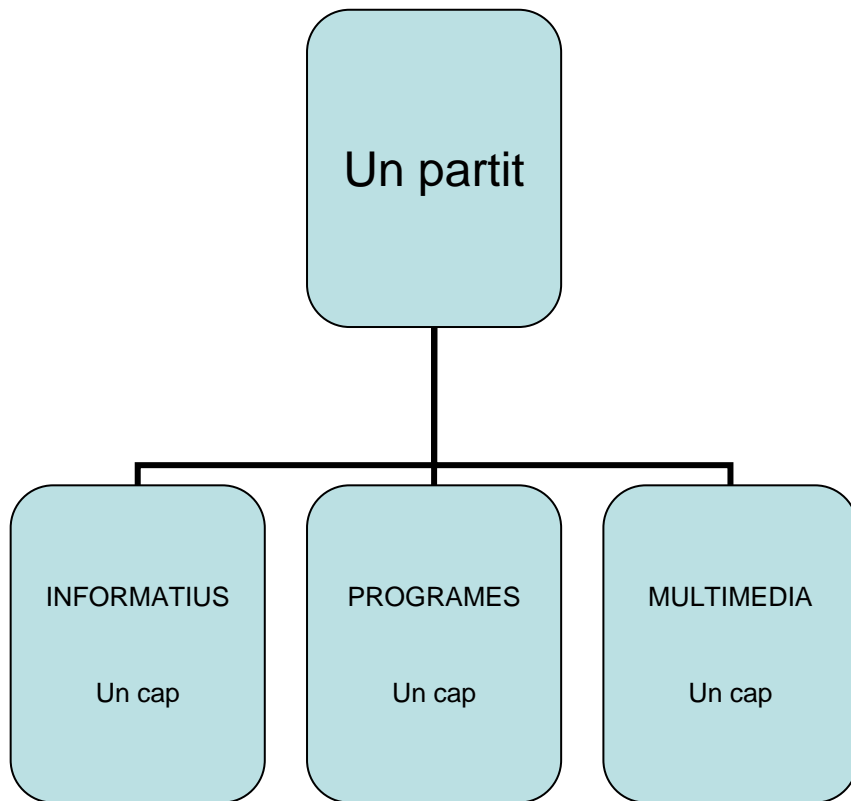 Un partit
INFORMATIUS
Un cap
PROGRAMES
Un cap
MULTIMEDIA
Un cap